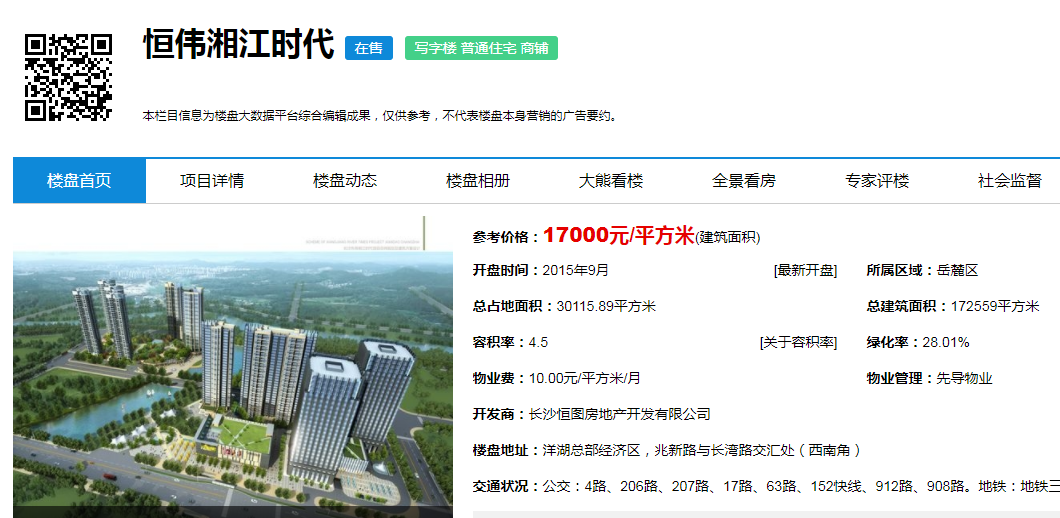 恒伟湘江时代 在售 写字楼 普通住宅 商铺
本栏目信息为楼盘大数据平台综合编辑成果，仅供参考，不代表楼盘本身营销的广告要约。
楼盘首页 项目详情 楼盘动态 楼盘相册 大熊看楼 全景看房 专家评楼 社会监督
参考价格：17000元/平方米(建筑面积)
开盘时间：2015年9月 [最新开盘] 所属区域：岳麓区
总占地面积：30115.89平方米 总建筑面积：172559平方米
容积率：4.5 [关于容积率] 绿化率：28.01%
物业费：10.00元/平方米/月 物业管理：先导物业
开发商：长沙恒图房地产开发有限公司
楼盘地址：洋湖总部经济区，兆新路与长湾路交汇处（西南角）
交通状况：公交：4路、206路、207路、17路、63路、152快线、912路、908路。地铁：地铁三